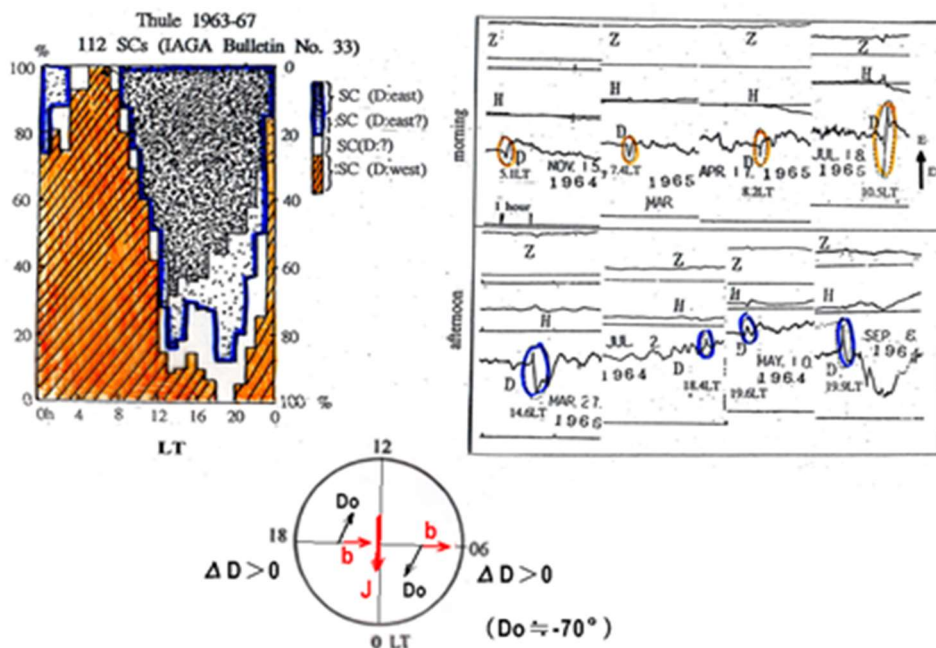 Thule 1963-67
112 SCs (IAGA Bulletin No. 33)
%
100
80
60
40
20
0
0
20
40
60
80
100 %
0h 4 8 12 16 20 0
LT
SC (D:east)
SC (D:east?)
SC(D:?)
SC (D:west)
morning
Z Z Z Z
H H H H
D D D D
5.1LT
NOV. 15,
1964
7.4LT
1965
MAR
APR 17. 1965
8.2LT
JUL. 18.
1965
10.5LT
E
D
1 hour
afternoon
Z Z Z Z
H H H H
D D D D
14.6LT
MAR. 27.
1966
JUL. 2
1964
18.4LT
MAY. 10
1964
19.6LT
SEP. 8.
19.9LT
12
18
06
0 LT
Do
b
J
b
Do
Δ D > 0
Δ D > 0
(Do ≒ -70°)